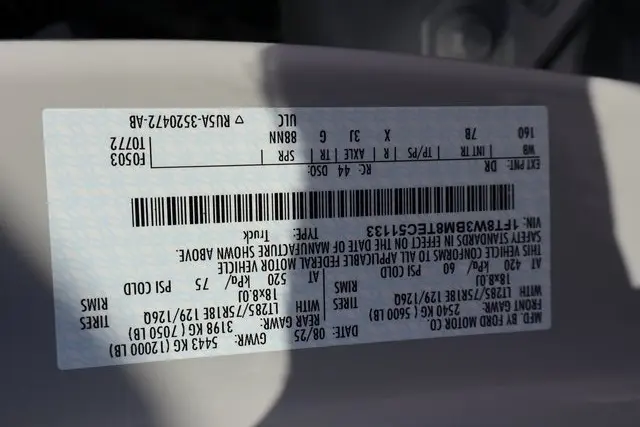 MFD. BY FORD MOTOR CO.
DATE: 08/25 GVWR: 5443 KG (12000 LB)
FRONT GAWR: 2540 KG (5600 LB) REAR GAWR: 3198 KG (7050 LB)
LT285/75R18E 129/126Q TIRES WITH LT285/75R18E 129/126Q TIRES
18x8.0J RIMS 18x8.0J RIMS
AT 420 kPa/ 60 PSI COLD AT 520 kPa/ 75 PSI COLD
THIS VEHICLE CONFORMS TO ALL APPLICABLE FEDERAL MOTOR VEHICLE
SAFETY STANDARDS IN EFFECT ON THE DATE OF MANUFACTURE SHOWN ABOVE.
VIN: 1FT8W3BM8TEC51133 TYPE: Truck
EXT PNT: RC: 44 DSO: F0503
DR: T0772
WB | INT TR | TP/PS | R | AXLE | TR | SPR
160 7B X 3J G 88NN
ULC
▽ RU5A-3520472-AB